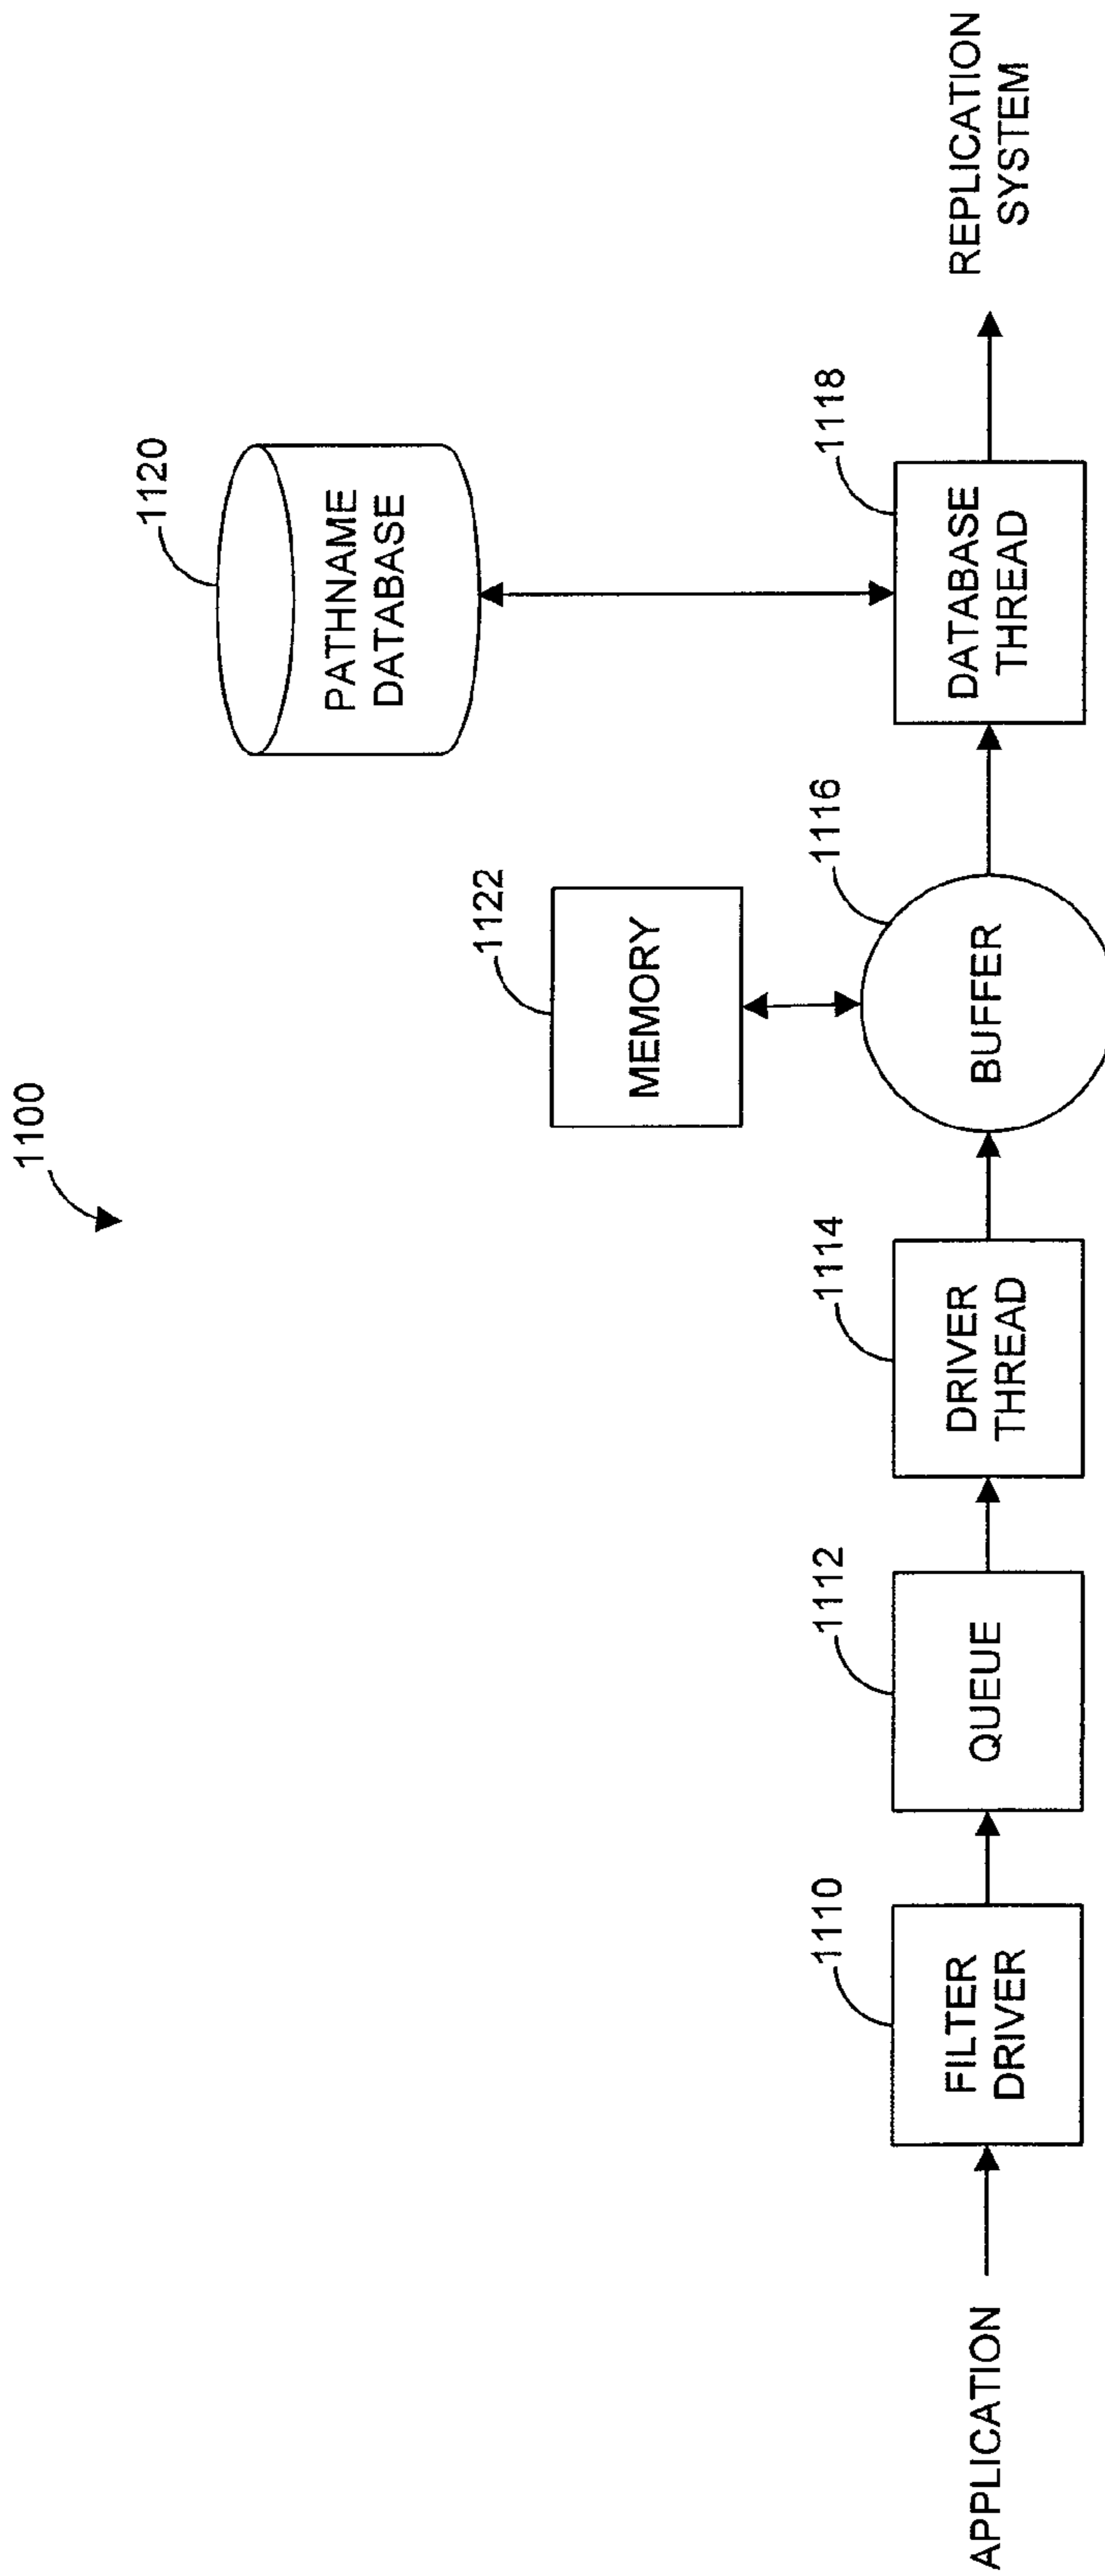 1100
1120
PATHNAME
DATABASE
1122
MEMORY
1110
FILTER
DRIVER
1112
QUEUE
1114
DRIVER
THREAD
1116
BUFFER
1118
DATABASE
THREAD
APPLICATION
REPLICATION
SYSTEM